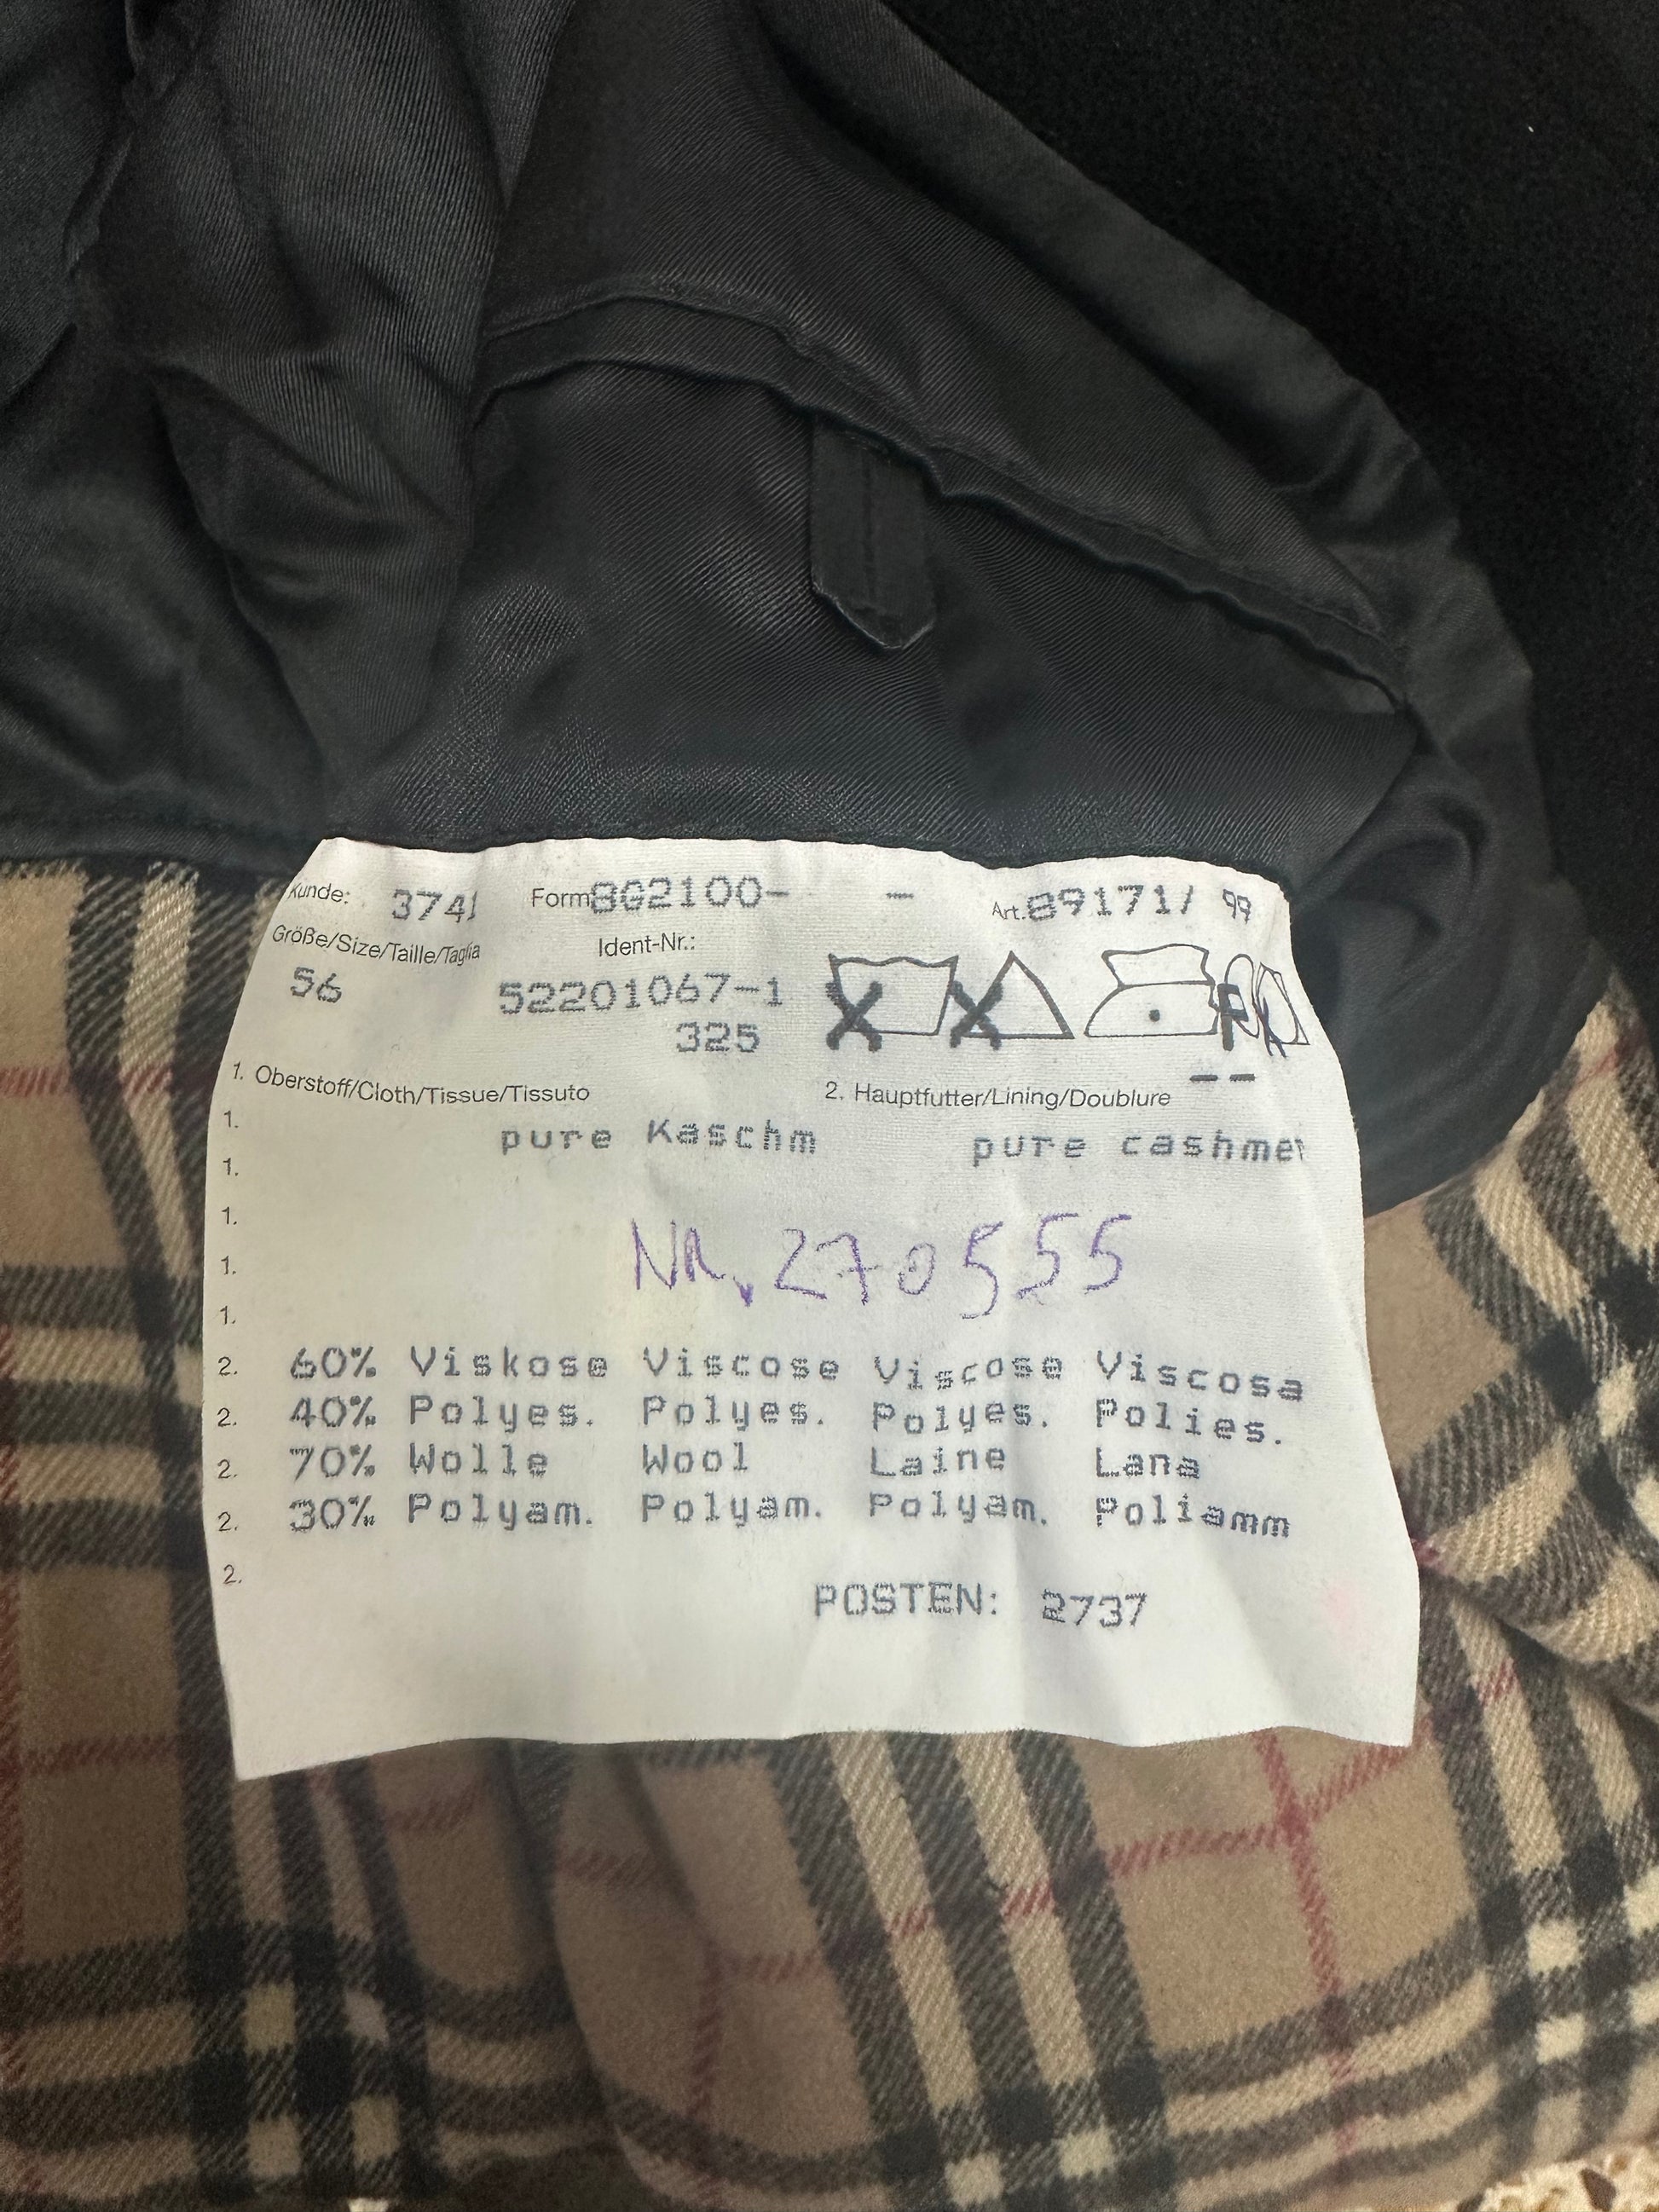 Kunde: 3741 Form 8G2100- - Art. 89171/ 99
Größe/Size/Taille/Taglia Ident-Nr.:
56 52201067-1
325
1. Oberstoff/Cloth/Tissue/Tissuto 2. Hauptfutter/Lining/Doublure
1. pure Kaschm pure cashmer
1.
1.
1. NR. 270555
1.
2. 60% Viskose Viscose Viscose Viscosa
2. 40% Polyes. Polyes. Polyes. Polies.
2. 70% Wolle Wool Laine Lana
2. 30% Polyam. Polyam. Polyam. Poliamm
2.
POSTEN: 2737